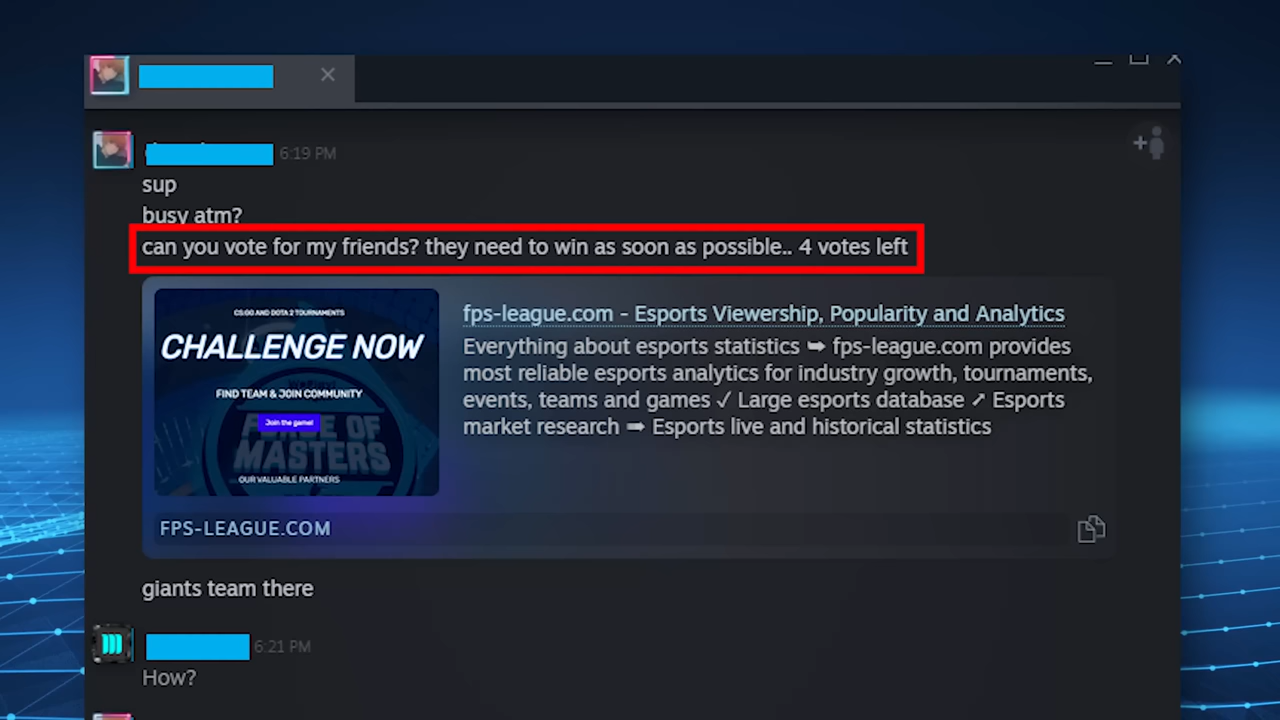 6:19 PM
sup
busy atm?
can you vote for my friends? they need to win as soon as possible.. 4 votes left
CS:GO AND DOTA 2 TOURNAMENTS
CHALLENGE NOW
FIND TEAM & JOIN COMMUNITY
Join the game!
FORGE OF
MASTERS
OUR VALUABLE PARTNERS
fps-league.com - Esports Viewership, Popularity and Analytics
Everything about esports statistics ➥ fps-league.com provides
most reliable esports analytics for industry growth, tournaments,
events, teams and games ✓ Large esports database ➚ Esports
market research ➡ Esports live and historical statistics
FPS-LEAGUE.COM
giants team there
6:21 PM
How?